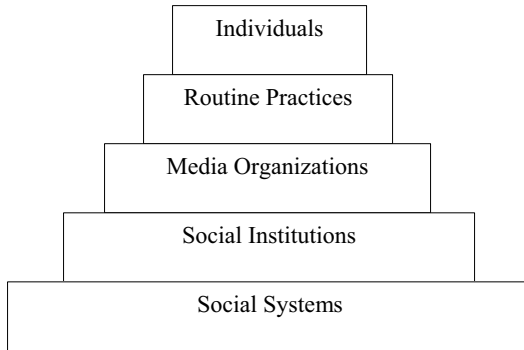 Individuals
Routine Practices
Media Organizations
Social Institutions
Social Systems